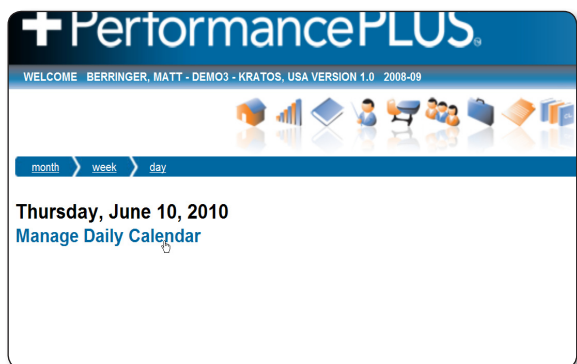 PerformancePLUS
WELCOME BERRINGER, MATT - DEMO3 - KRATOS, USA VERSION 1.0 2008-09
month week day
Thursday, June 10, 2010
Manage Daily Calendar